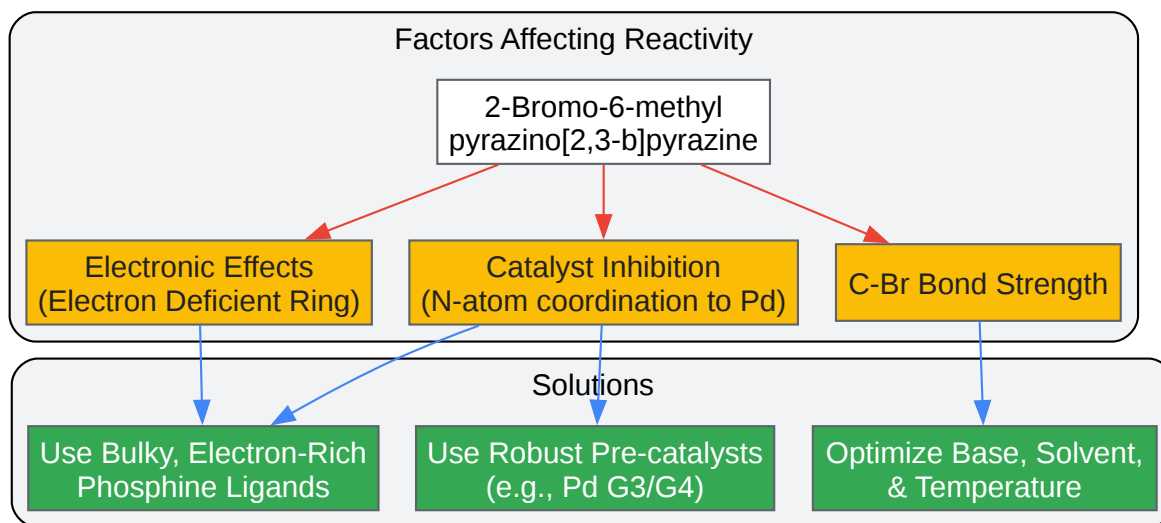 Factors Affecting Reactivity
2-Bromo-6-methyl
pyrazino[2,3-b]pyrazine
Electronic Effects
(Electron Deficient Ring)
Catalyst Inhibition
(N-atom coordination to Pd)
C-Br Bond Strength
Solutions
Use Bulky, Electron-Rich
Phosphine Ligands
Use Robust Pre-catalysts
(e.g., Pd G3/G4)
Optimize Base, Solvent,
& Temperature